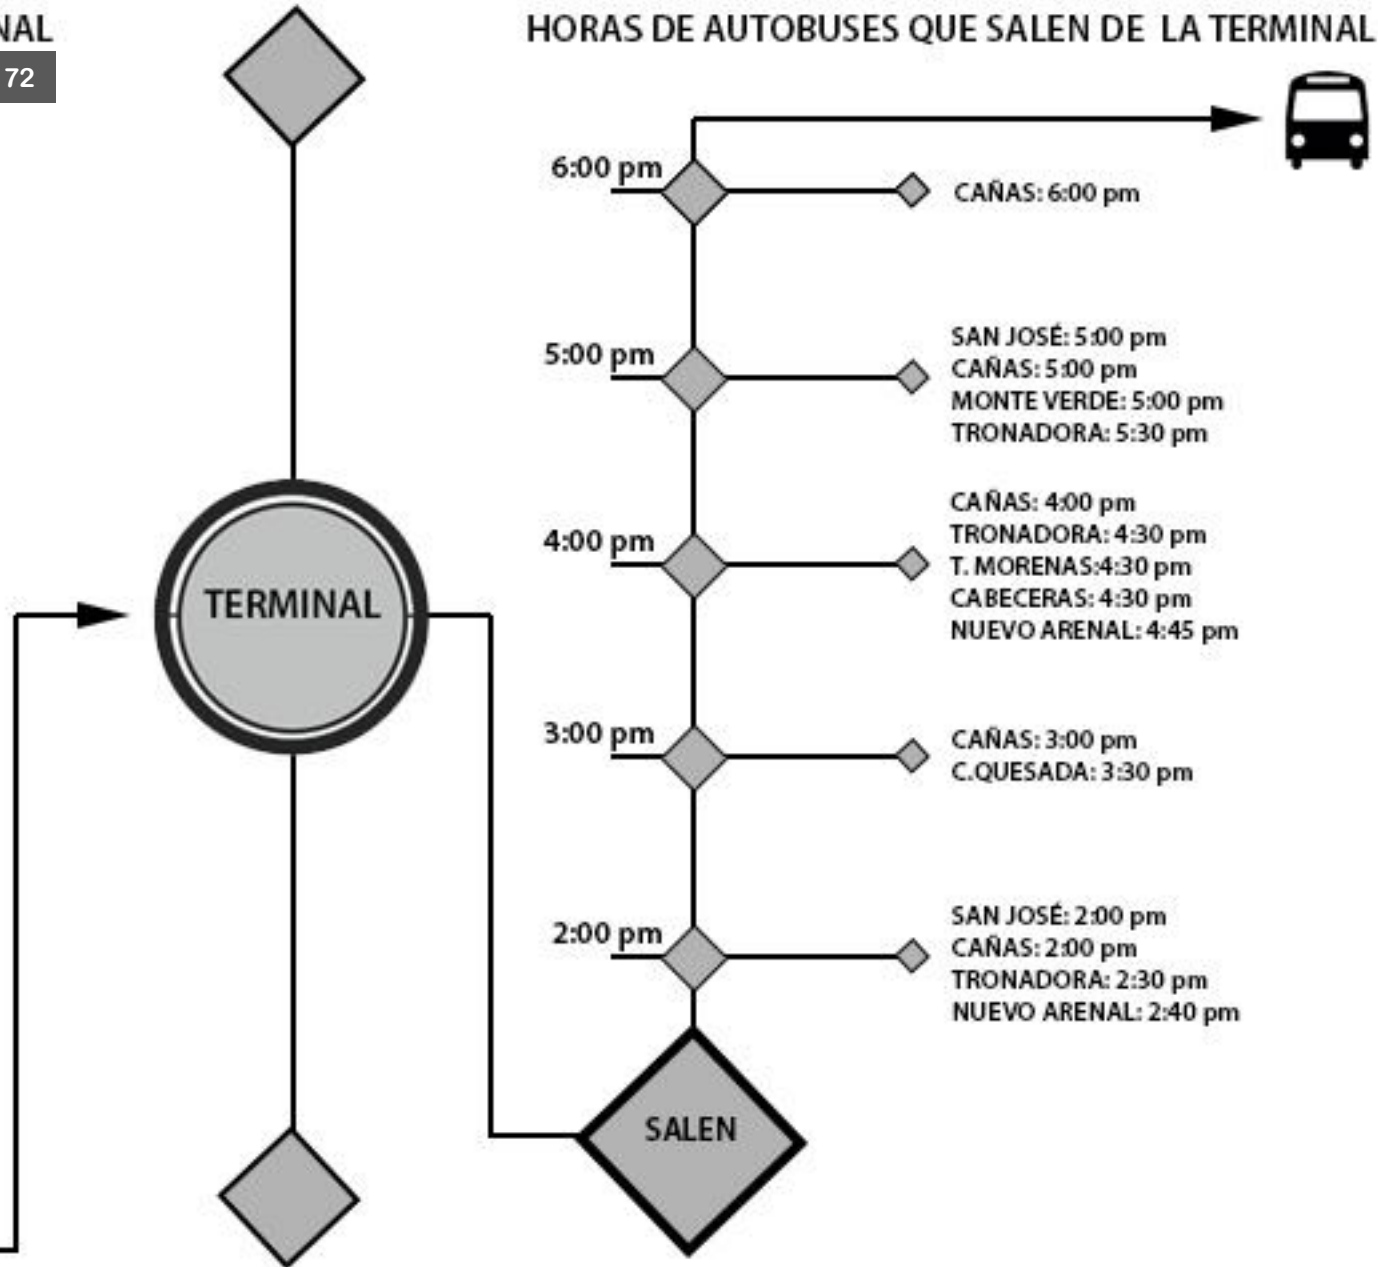 NAL
72
HORAS DE AUTOBUSES QUE SALEN DE LA TERMINAL
6:00 pm
CAÑAS: 6:00 pm
5:00 pm
SAN JOSÉ: 5:00 pm
CAÑAS: 5:00 pm
MONTE VERDE: 5:00 pm
TRONADORA: 5:30 pm
4:00 pm
CAÑAS: 4:00 pm
TRONADORA: 4:30 pm
T. MORENAS:4:30 pm
CABECERAS: 4:30 pm
NUEVO ARENAL: 4:45 pm
TERMINAL
3:00 pm
CAÑAS: 3:00 pm
C.QUESADA: 3:30 pm
2:00 pm
SAN JOSÉ: 2:00 pm
CAÑAS: 2:00 pm
TRONADORA: 2:30 pm
NUEVO ARENAL: 2:40 pm
SALEN